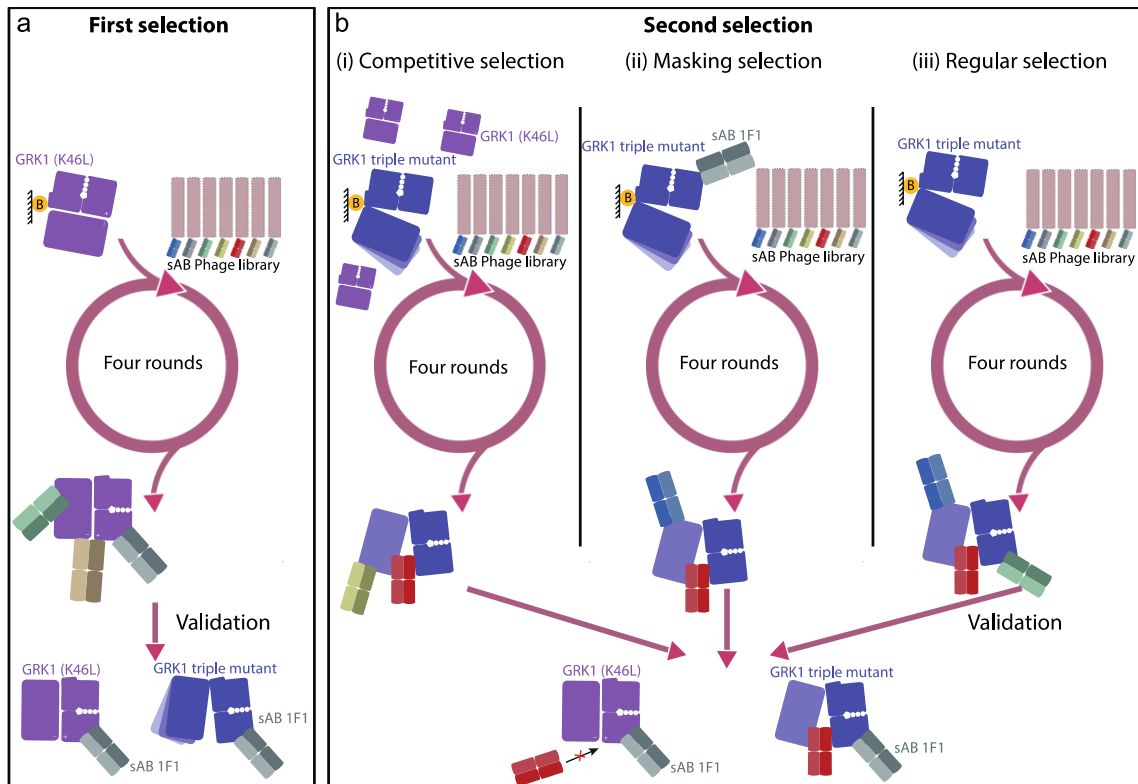 a
First selection
GRK1 (K46L)
B
sAB Phage library
Four rounds
Validation
GRK1 (K46L)
GRK1 triple mutant
sAB 1F1
sAB 1F1
b
Second selection
(i) Competitive selection
GRK1 (K46L)
GRK1 triple mutant
B
sAB Phage library
Four rounds
(ii) Masking selection
sAB 1F1
GRK1 triple mutant
B
sAB Phage library
Four rounds
(iii) Regular selection
GRK1 triple mutant
B
sAB Phage library
Four rounds
Validation
GRK1 (K46L)
sAB 1F1
GRK1 triple mutant
sAB 1F1